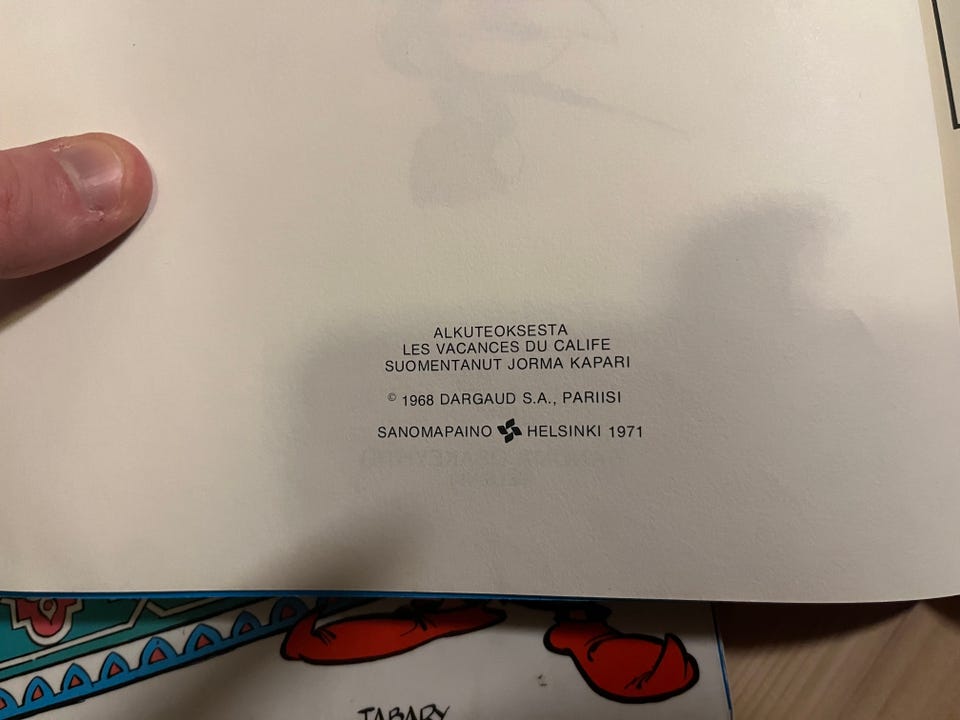 ALKUTEOKSESTA
LES VACANCES DU CALIFE
SUOMENTANUT JORMA KAPARI
© 1968 DARGAUD S.A., PARIISI
SANOMAPAINO HELSINKI 1971
TABARY